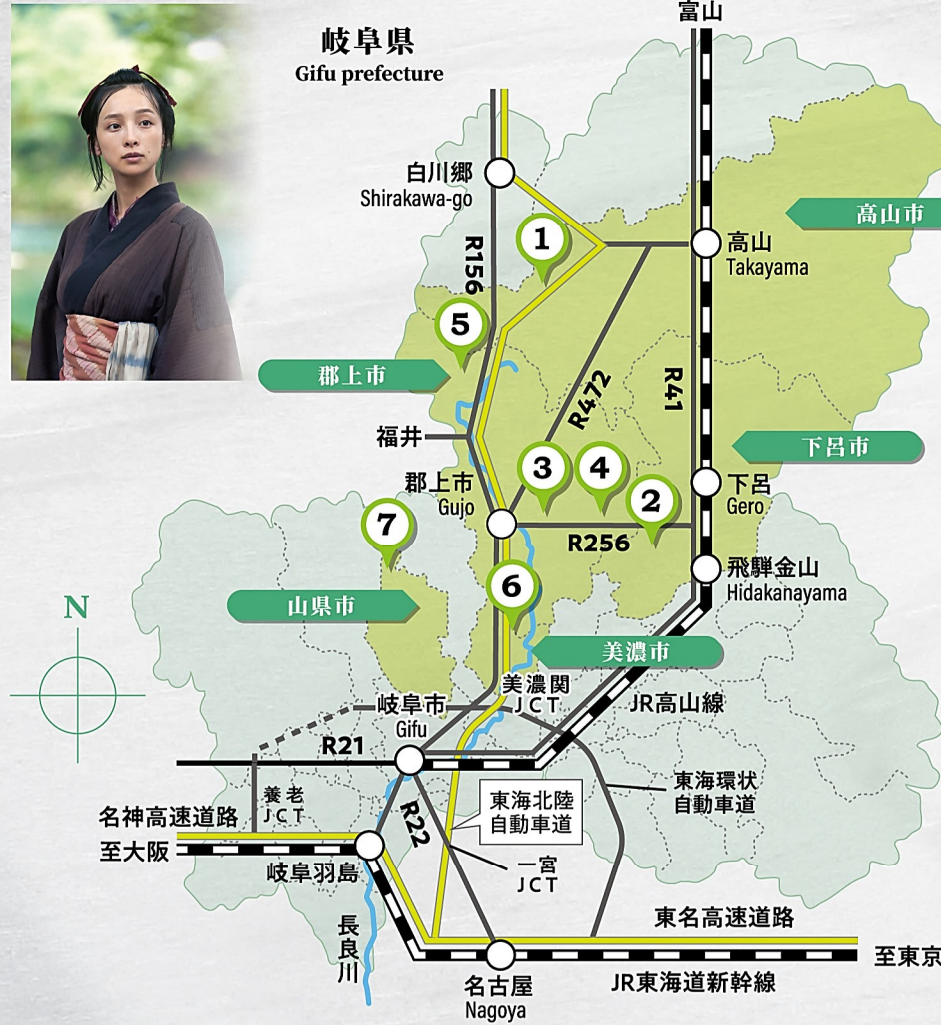 岐阜県
Gifu prefecture
富山
白川郷
Shirakawa-go
高山市
1
高山
Takayama
R156
5
郡上市
R472
R41
福井
下呂市
3
4
2
郡上市
Gujo
下呂
Gero
7
R256
飛騨金山
Hidakanayama
6
N
山県市
美濃市
美濃関
JCT
岐阜市
Gifu
JR高山線
R21
東海環状
自動車道
養老
JCT
東海北陸
自動車道
名神高速道路
R22
至大阪
岐阜羽島
一宮
JCT
長良川
東名高速道路
至東京
名古屋
Nagoya
JR東海道新幹線